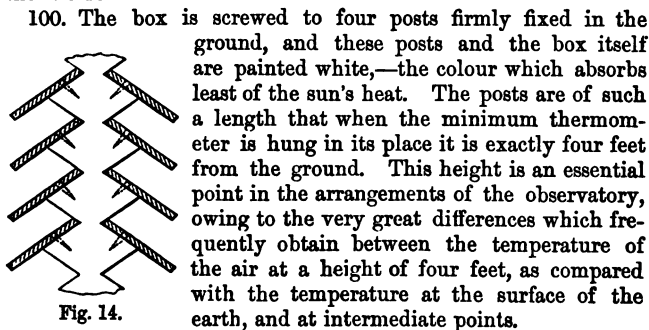 100. The box is screwed to four posts firmly fixed in the
ground, and these posts and the box itself
are painted white,—the colour which absorbs
least of the sun's heat. The posts are of such
a length that when the minimum thermom-
eter is hung in its place it is exactly four feet
from the ground. This height is an essential
point in the arrangements of the observatory,
owing to the very great differences which fre-
quently obtain between the temperature of
the air at a height of four feet, as compared
with the temperature at the surface of the
earth, and at intermediate points.
Fig. 14.